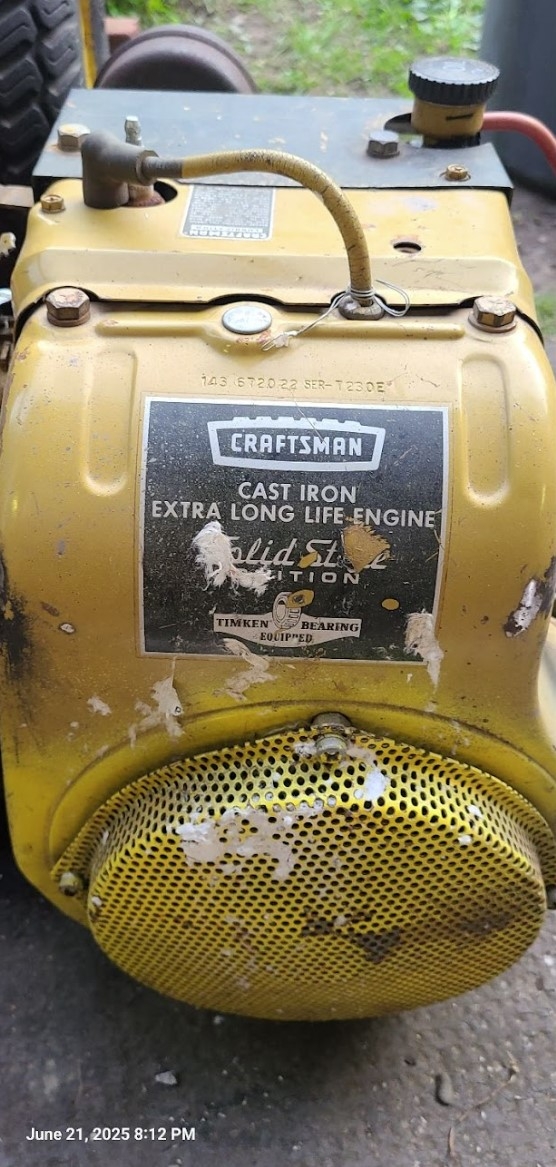 CRAFTSMAN
143 672022 SER-T230E
CRAFTSMAN
CAST IRON
EXTRA LONG LIFE ENGINE
TIMKEN BEARING
EQUIPPED
June 21, 2025 8:12 PM